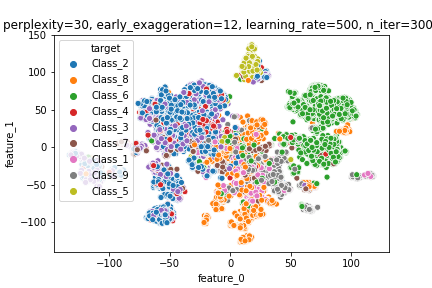 perplexity=30, early_exaggeration=12, learning_rate=500, n_iter=300
150
100
50
0
−50
−100
feature_1
target
Class_2
Class_8
Class_6
Class_4
Class_3
Class_7
Class_1
Class_9
Class_5
−100
−50
0
50
100
feature_0